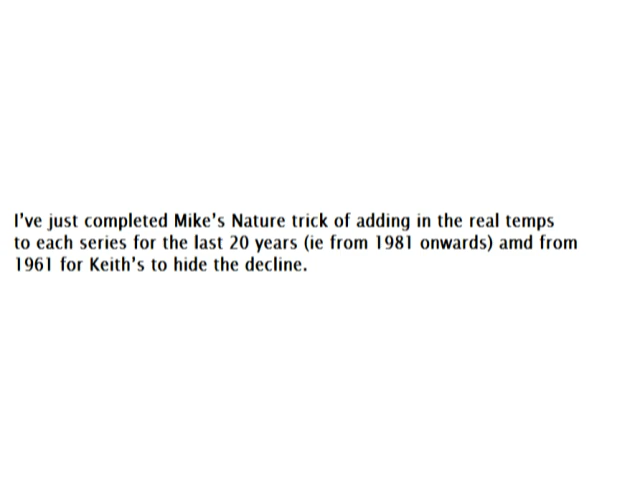 I've just completed Mike's Nature trick of adding in the real temps
to each series for the last 20 years (ie from 1981 onwards) amd from
1961 for Keith's to hide the decline.